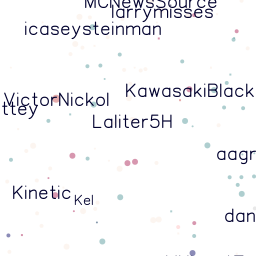 MCNewsSource
larrymisses
icaseysteinman
KawasakiBlack
VictorNickol
ttey
Laliter5H
aagr
Kinetic
Kel
dan